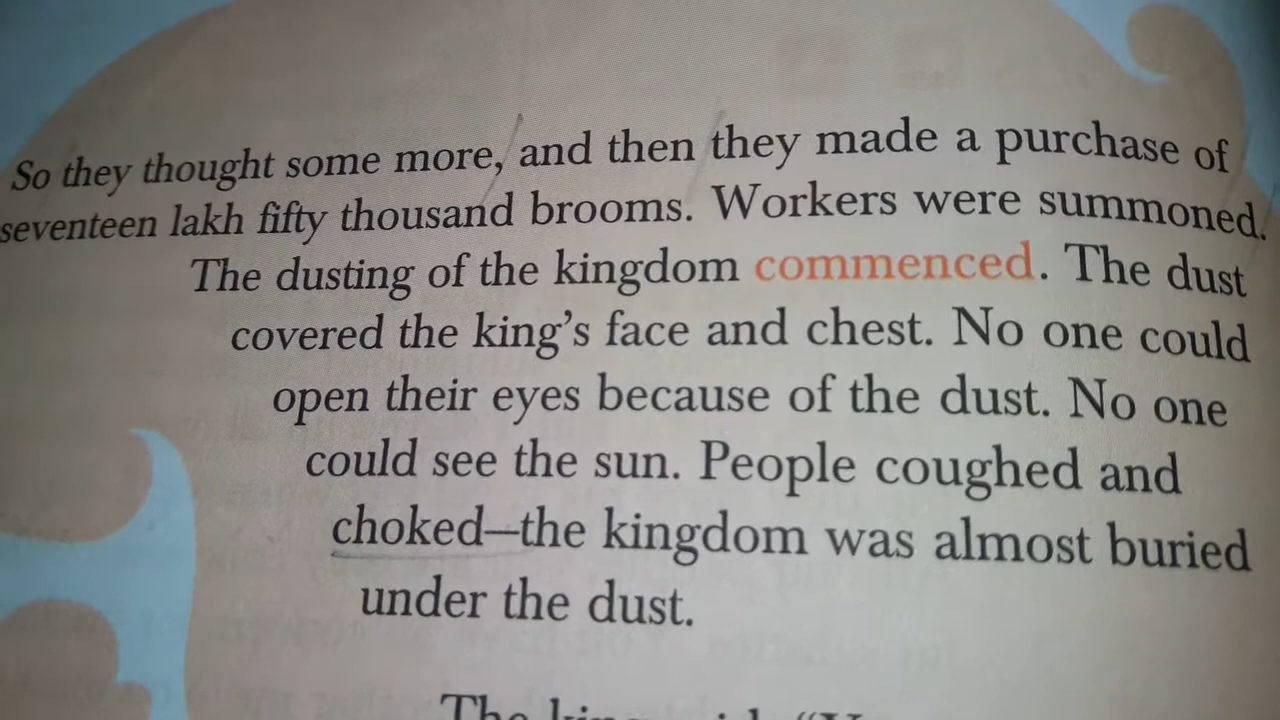 So they thought some more, and then they made a purchase of
seventeen lakh fifty thousand brooms. Workers were summoned.
The dusting of the kingdom commenced. The dust
covered the king's face and chest. No one could
open their eyes because of the dust. No one
could see the sun. People coughed and
choked—the kingdom was almost buried
under the dust.
The